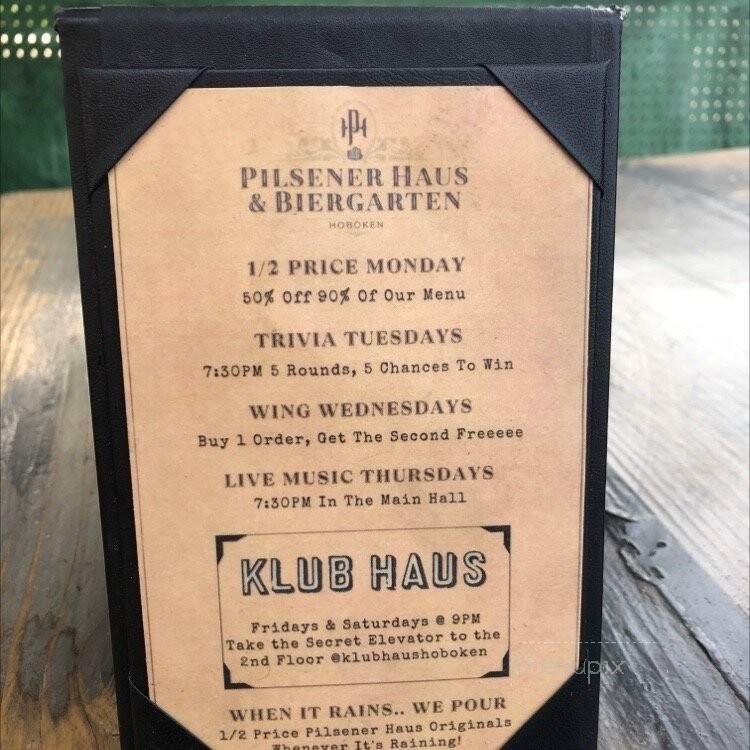 PH
PILSENER HAUS
& BIERGARTEN
HOBOKEN
1/2 PRICE MONDAY
50% Off 90% Of Our Menu
TRIVIA TUESDAYS
7:30PM 5 Rounds, 5 Chances To Win
WING WEDNESDAYS
Buy 1 Order, Get The Second Freeeee
LIVE MUSIC THURSDAYS
7:30PM In The Main Hall
KLUB HAUS
Fridays & Saturdays @ 9PM
Take the Secret Elevator to the
2nd Floor @klubhaushoboken
WHEN IT RAINS.. WE POUR
1/2 Price Pilsener Haus Originals
Whenever It's Raining!